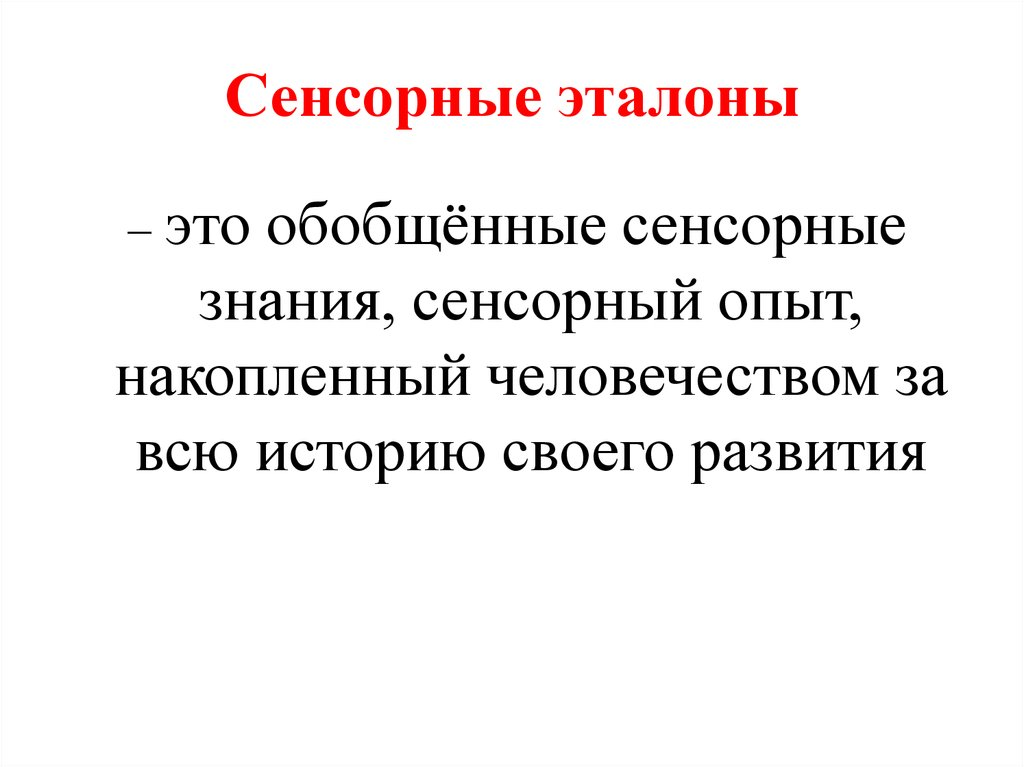 Сенсорные эталоны
– это обобщённые сенсорные
знания, сенсорный опыт,
накопленный человечеством за
всю историю своего развития